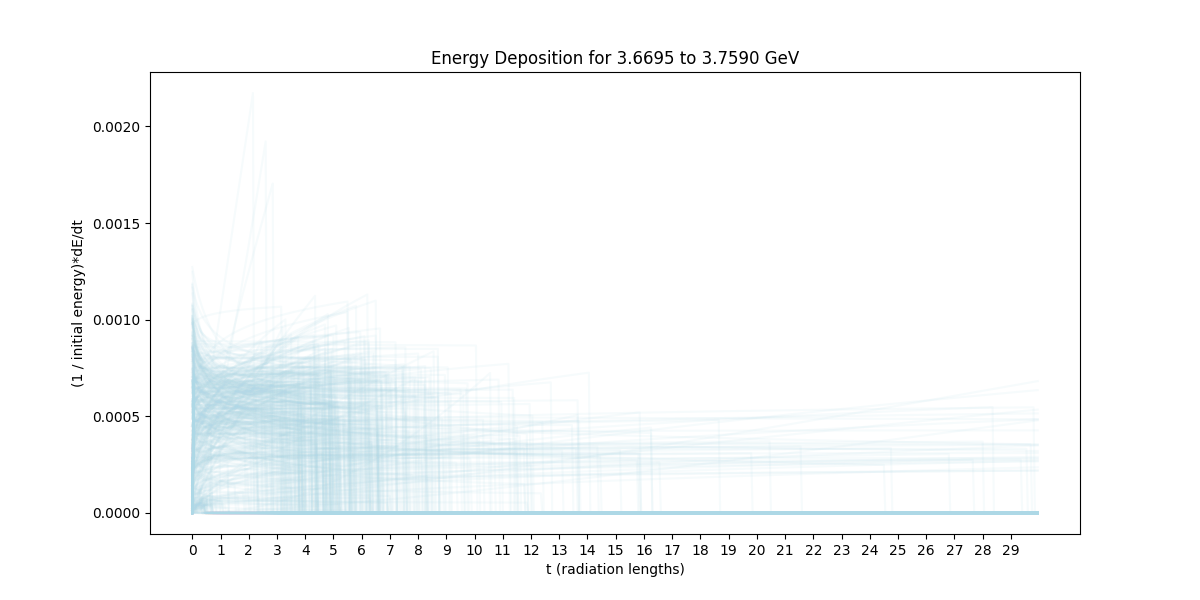 Energy Deposition for 3.6695 to 3.7590 GeV
(1 / initial energy)*dE/dt
0.0020
0.0015
0.0010
0.0005
0.0000
0 1 2 3 4 5 6 7 8 9 10 11 12 13 14 15 16 17 18 19 20 21 22 23 24 25 26 27 28 29
t (radiation lengths)